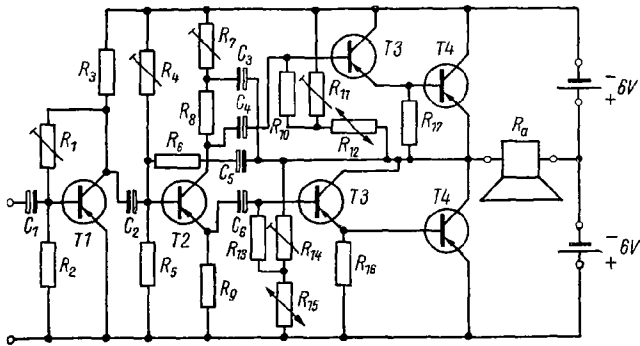 R7
C3
T3
T4
− 6V
+
R3
R4
R8
C4
R10
R11
R12
R17
Ra
R1
R6
C5
C1
T1
C2
T2
C6
T3
T4
− 6V
+
R2
R5
R9
R13
R14
R15
R16